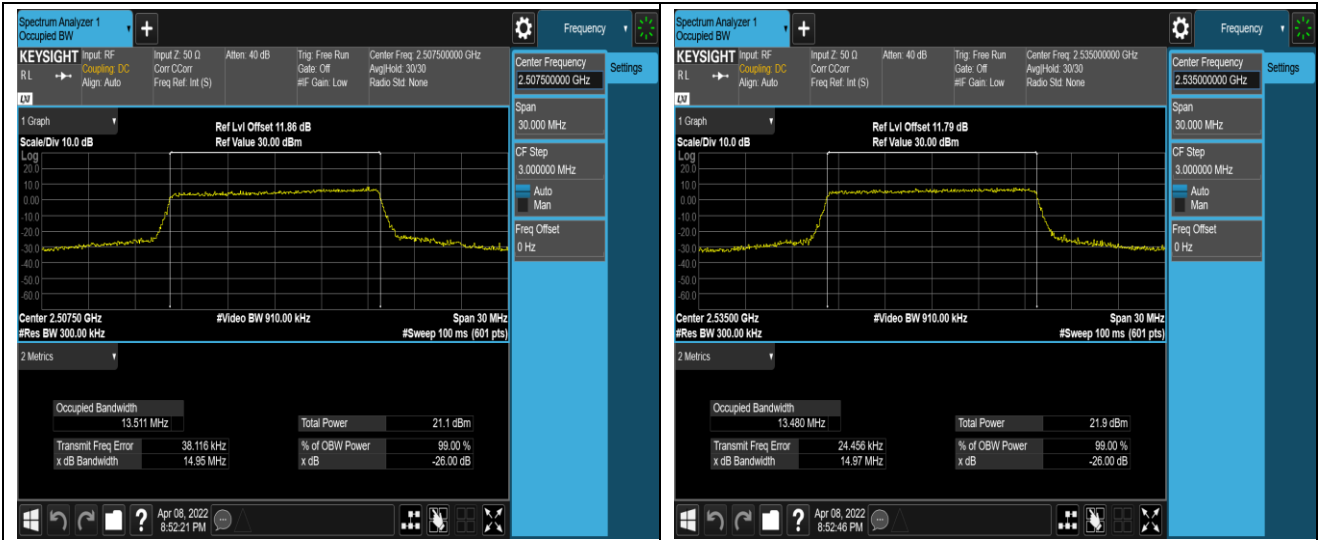 Spectrum Analyzer 1
Occupied BW
+
Frequency
KEYSIGHT
Input: RF
Coupling: DC
Align: Auto
Input Z: 50 Ω
Corr CCorr
Freq Ref: Int (S)
Atten: 40 dB
Trig: Free Run
Gate: Off
#IF Gain: Low
Center Freq: 2.507500000 GHz
Avg|Hold: 30/30
Radio Std: None
RL
LXI
Center Frequency
2.507500000 GHz
Settings
Span
30.000 MHz
CF Step
3.000000 MHz
Auto
Man
Freq Offset
0 Hz
1 Graph
Scale/Div 10.0 dB
Ref Lvl Offset 11.86 dB
Ref Value 30.00 dBm
Log
20.0
10.0
0.00
-10.0
-20.0
-30.0
-40.0
-50.0
-60.0
Center 2.50750 GHz
#Video BW 910.00 kHz
Span 30 MHz
#Res BW 300.00 kHz
#Sweep 100 ms (601 pts)
2 Metrics
Occupied Bandwidth
13.511 MHz
Total Power 21.1 dBm
Transmit Freq Error 38.116 kHz
% of OBW Power 99.00 %
x dB Bandwidth 14.95 MHz
x dB -26.00 dB
?
Apr 08, 2022
8:52:21 PM
Spectrum Analyzer 1
Occupied BW
+
Frequency
KEYSIGHT
Input: RF
Coupling: DC
Align: Auto
Input Z: 50 Ω
Corr CCorr
Freq Ref: Int (S)
Atten: 40 dB
Trig: Free Run
Gate: Off
#IF Gain: Low
Center Freq: 2.535000000 GHz
Avg|Hold: 30/30
Radio Std: None
RL
LXI
Center Frequency
2.535000000 GHz
Settings
Span
30.000 MHz
CF Step
3.000000 MHz
Auto
Man
Freq Offset
0 Hz
1 Graph
Scale/Div 10.0 dB
Ref Lvl Offset 11.79 dB
Ref Value 30.00 dBm
Log
20.0
10.0
0.00
-10.0
-20.0
-30.0
-40.0
-50.0
-60.0
Center 2.53500 GHz
#Video BW 910.00 kHz
Span 30 MHz
#Res BW 300.00 kHz
#Sweep 100 ms (601 pts)
2 Metrics
Occupied Bandwidth
13.480 MHz
Total Power 21.9 dBm
Transmit Freq Error 24.456 kHz
% of OBW Power 99.00 %
x dB Bandwidth 14.97 MHz
x dB -26.00 dB
?
Apr 08, 2022
8:52:46 PM